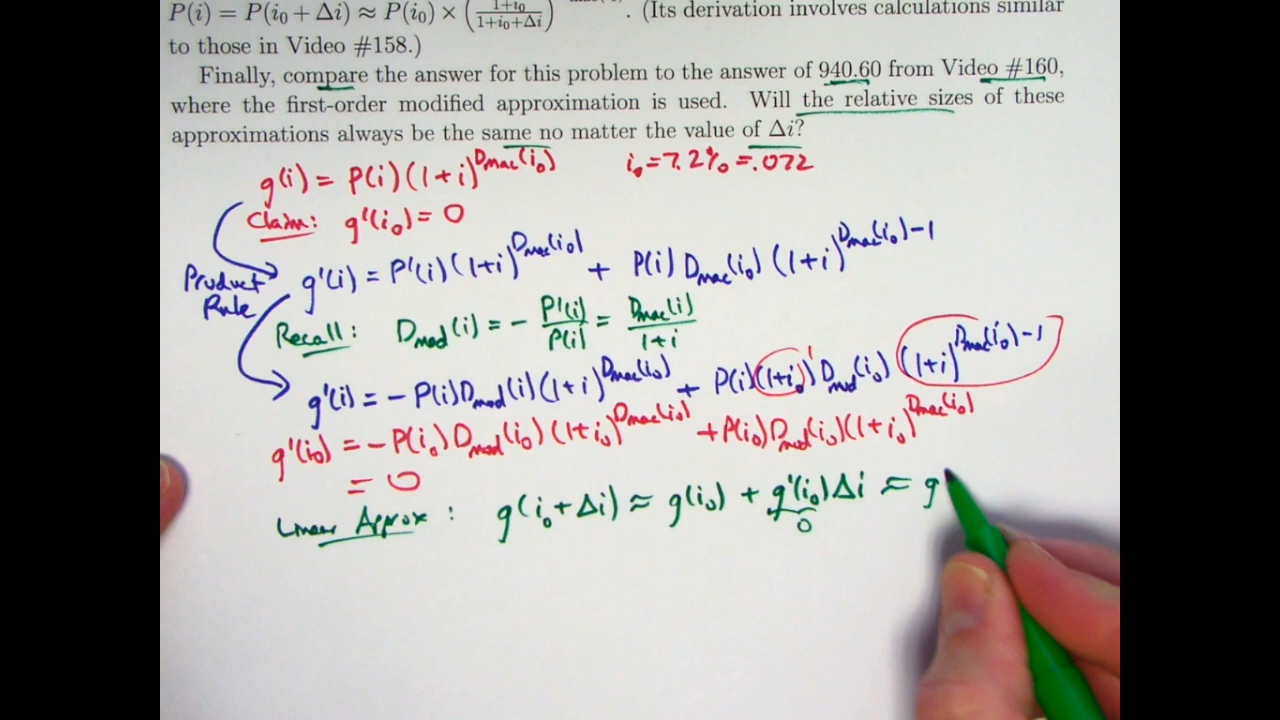 P(i) = P(i₀ + Δi) ≈ P(i₀) × ((1+i₀)/(1+i₀+Δi)) . (Its derivation involves calculations similar
to those in Video #158.)
Finally, compare the answer for this problem to the answer of 940.60 from Video #160,
where the first-order modified approximation is used. Will the relative sizes of these
approximations always be the same no matter the value of Δi?
g(i) = P(i)(1+i)^{Dmac(i₀)} i₀ = 7.2% = .072
Claim: g'(i₀) = 0
Product Rule g'(i) = P'(i)(1+i)^{Dmac(i₀)} + P(i) Dmac(i₀)(1+i)^{Dmac(i₀)-1}
Recall: Dmod(i) = - P'(i)/P(i) = Dmac(i)/(1+i)
g'(i) = -P(i)Dmod(i)(1+i)^{Dmac(i₀)} + P(i)(1+i₀)^1 Dmod(i₀)(1+i)^{Dmac(i₀)-1}
g'(i₀) = -P(i₀)Dmod(i₀)(1+i₀)^{Dmac(i₀)} + P(i₀)Dmod(i₀)(1+i₀)^{Dmac(i₀)}
= 0
Linear Approx: g(i₀+Δi) ≈ g(i₀) + g'(i₀)Δi ≈ g
0